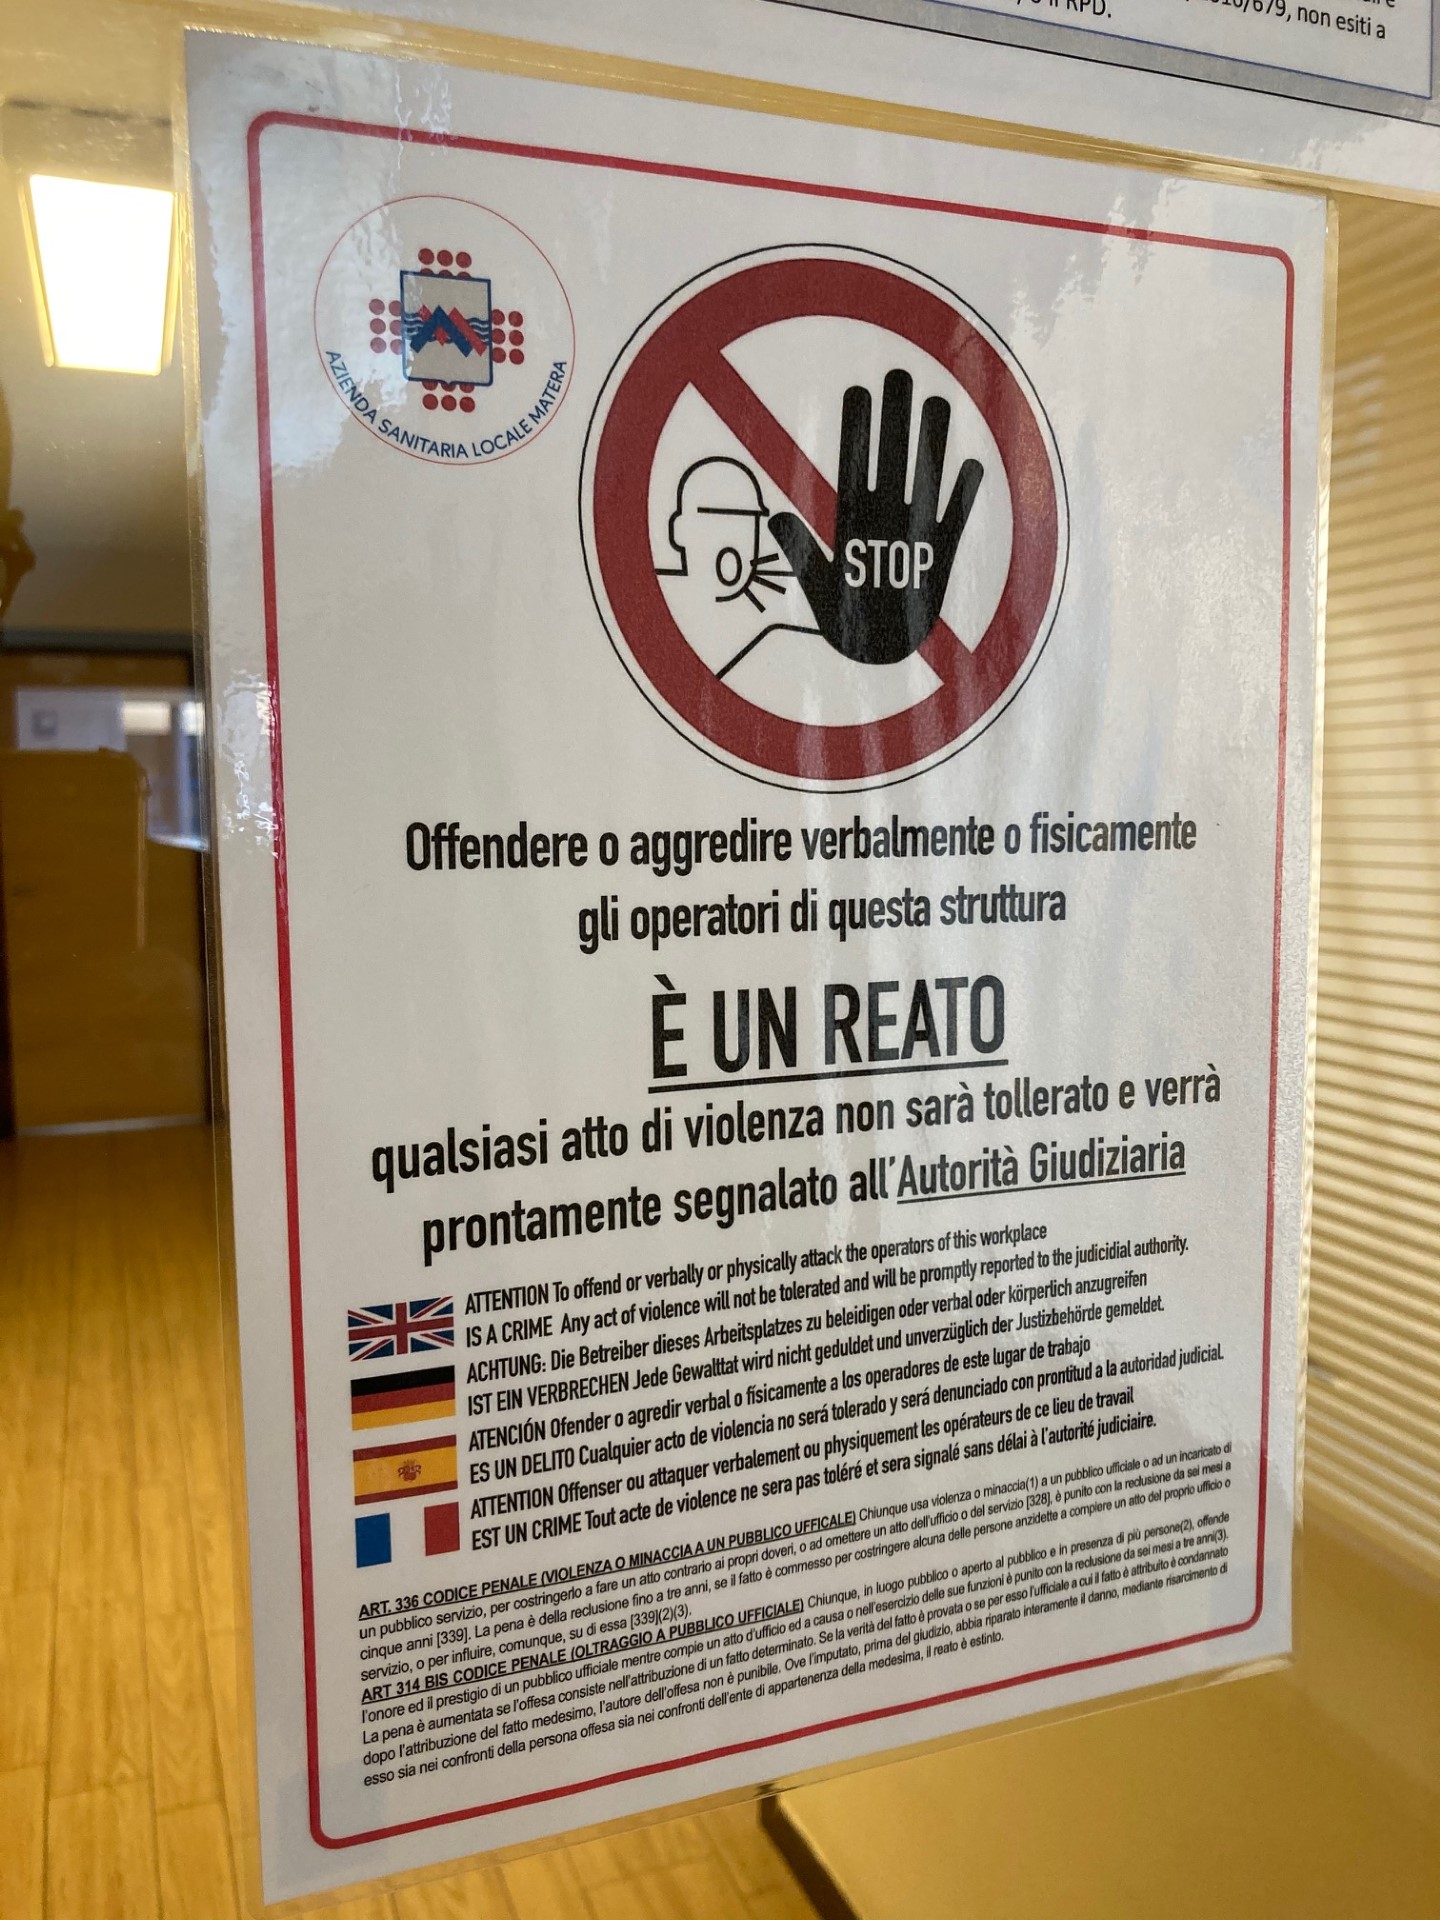 /679, non esiti a
RPD.
AZIENDA SANITARIA LOCALE MATERA
STOP
Offendere o aggredire verbalmente o fisicamente
gli operatori di questa struttura
È UN REATO
qualsiasi atto di violenza non sarà tollerato e verrà
prontamente segnalato all'Autorità Giudiziaria
ATTENTION To offend or verbally or physically attack the operators of this workplace
IS A CRIME Any act of violence will not be tolerated and will be promptly reported to the judicidial authority.
ACHTUNG: Die Betreiber dieses Arbeitsplatzes zu beleidigen oder verbal oder körperlich anzugreifen
IST EIN VERBRECHEN Jede Gewalttat wird nicht geduldet und unverzüglich der Justizbehörde gemeldet.
ATENCIÓN Ofender o agredir verbal o físicamente a los operadores de este lugar de trabajo
ES UN DELITO Cualquier acto de violencia no será tolerado y será denunciado con prontitud a la autoridad judicial.
ATTENTION Offenser ou attaquer verbalement ou physiquement les opérateurs de ce lieu de travail
EST UN CRIME Tout acte de violence ne sera pas toléré et sera signalé sans délai à l'autorité judiciaire.
ART. 336 CODICE PENALE (VIOLENZA O MINACCIA A UN PUBBLICO UFFICALE) Chiunque usa violenza o minaccia(1) a un pubblico ufficiale o ad un incaricato di
un pubblico servizio, per costringerlo a fare un atto contrario ai propri doveri, o ad omettere un atto dell'ufficio o del servizio [328], è punito con la reclusione da sei mesi a
cinque anni [339]. La pena è della reclusione fino a tre anni, se il fatto è commesso per costringere alcuna delle persone anzidette a compiere un atto del proprio ufficio o
servizio, o per influire, comunque, su di essa [339](2)(3).
ART 314 BIS CODICE PENALE (OLTRAGGIO A PUBBLICO UFFICIALE) Chiunque, in luogo pubblico o aperto al pubblico e in presenza di più persone(2), offende
l'onore ed il prestigio di un pubblico ufficiale mentre compie un atto d'ufficio ed a causa o nell'esercizio delle sue funzioni è punito con la reclusione da sei mesi a tre anni(3).
La pena è aumentata se l'offesa consiste nell'attribuzione di un fatto determinato. Se la verità del fatto è provata o se per esso l'ufficiale a cui il fatto è attribuito è condannato
dopo l'attribuzione del fatto medesimo, l'autore dell'offesa non è punibile. Ove l'imputato, prima del giudizio, abbia riparato interamente il danno, mediante risarcimento di
esso sia nei confronti della persona offesa sia nei confronti dell'ente di appartenenza della medesima, il reato è estinto.